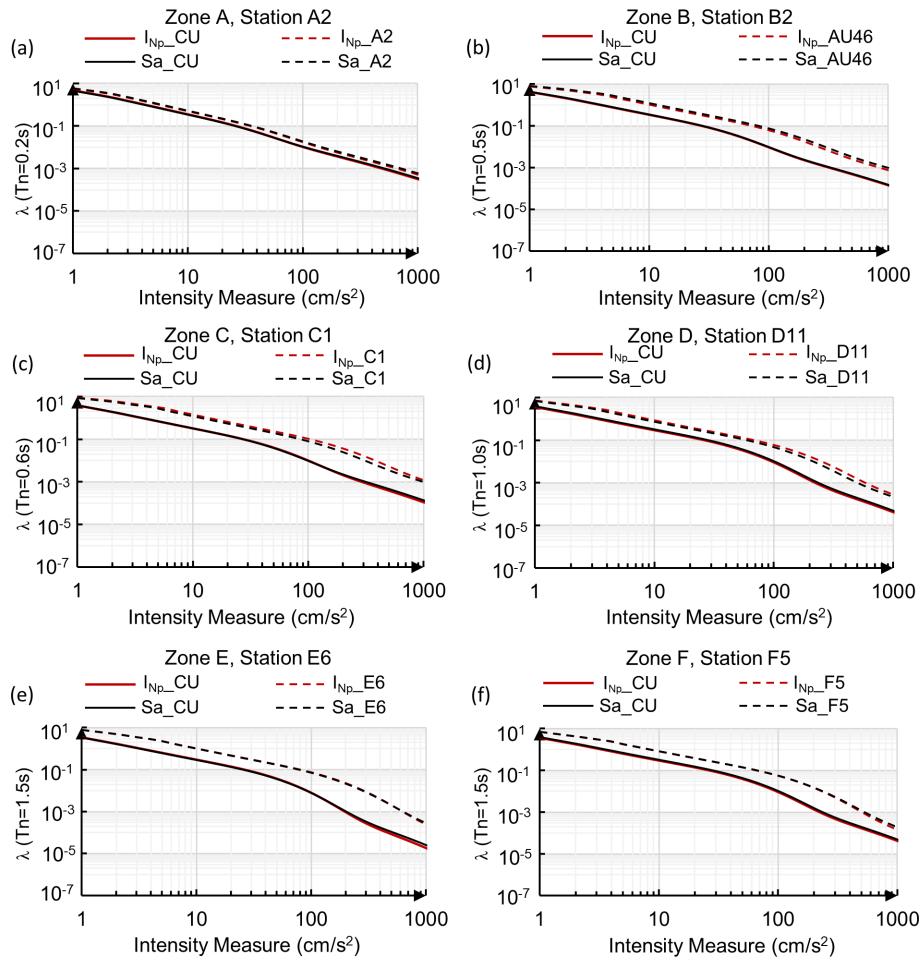 Zone A, Station A2
(a)
I_Np_CU
I_Np_A2
Sa_CU
Sa_A2
λ (Tn=0.2s)
10^1
10^-1
10^-3
10^-5
10^-7
1 10 100 1000
Intensity Measure (cm/s²)
Zone B, Station B2
(b)
I_Np_CU
I_Np_AU46
Sa_CU
Sa_AU46
λ (Tn=0.5s)
10^1
10^-1
10^-3
10^-5
10^-7
1 10 100 1000
Intensity Measure (cm/s²)
Zone C, Station C1
(c)
I_Np_CU
I_Np_C1
Sa_CU
Sa_C1
λ (Tn=0.6s)
10^1
10^-1
10^-3
10^-5
10^-7
1 10 100 1000
Intensity Measure (cm/s²)
Zone D, Station D11
(d)
I_Np_CU
I_Np_D11
Sa_CU
Sa_D11
λ (Tn=1.0s)
10^1
10^-1
10^-3
10^-5
10^-7
1 10 100 1000
Intensity Measure (cm/s²)
Zone E, Station E6
(e)
I_Np_CU
I_Np_E6
Sa_CU
Sa_E6
λ (Tn=1.5s)
10^1
10^-1
10^-3
10^-5
10^-7
1 10 100 1000
Intensity Measure (cm/s²)
Zone F, Station F5
(f)
I_Np_CU
I_Np_F5
Sa_CU
Sa_F5
λ (Tn=1.5s)
10^1
10^-1
10^-3
10^-5
10^-7
1 10 100 1000
Intensity Measure (cm/s²)